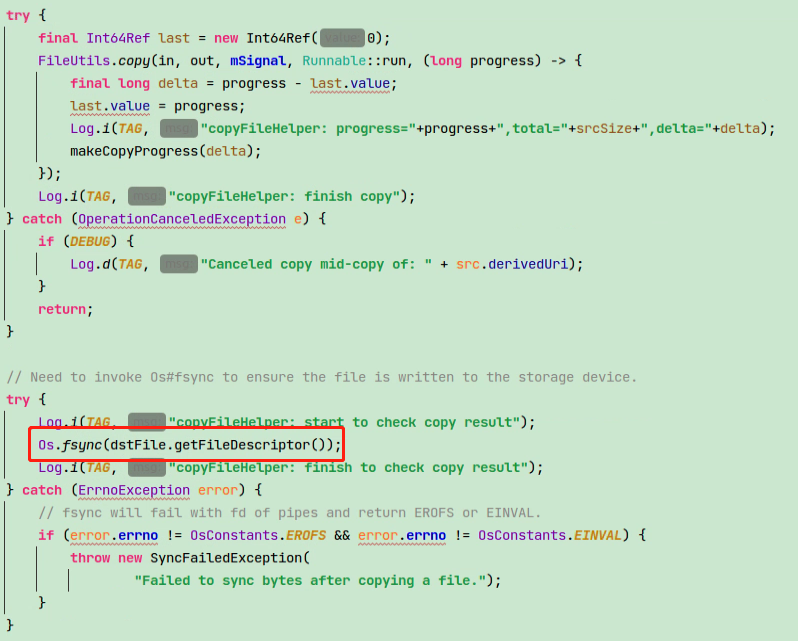 try {
final Int64Ref last = new Int64Ref( value: 0);
FileUtils.copy(in, out, mSignal, Runnable::run, (long progress) -> {
final long delta = progress - last.value;
last.value = progress;
Log.i(TAG, msg: "copyFileHelper: progress="+progress+",total="+srcSize+",delta="+delta);
makeCopyProgress(delta);
});
Log.i(TAG, msg: "copyFileHelper: finish copy");
} catch (OperationCanceledException e) {
if (DEBUG) {
Log.d(TAG, msg: "Canceled copy mid-copy of: " + src.derivedUri);
}
return;
}
// Need to invoke Os#fsync to ensure the file is written to the storage device.
try {
Log.i(TAG, msg: "copyFileHelper: start to check copy result");
Os.fsync(dstFile.getFileDescriptor());
Log.i(TAG, msg: "copyFileHelper: finish to check copy result");
} catch (ErrnoException error) {
// fsync will fail with fd of pipes and return EROFS or EINVAL.
if (error.errno != OsConstants.EROFS && error.errno != OsConstants.EINVAL) {
throw new SyncFailedException(
"Failed to sync bytes after copying a file.");
}
}